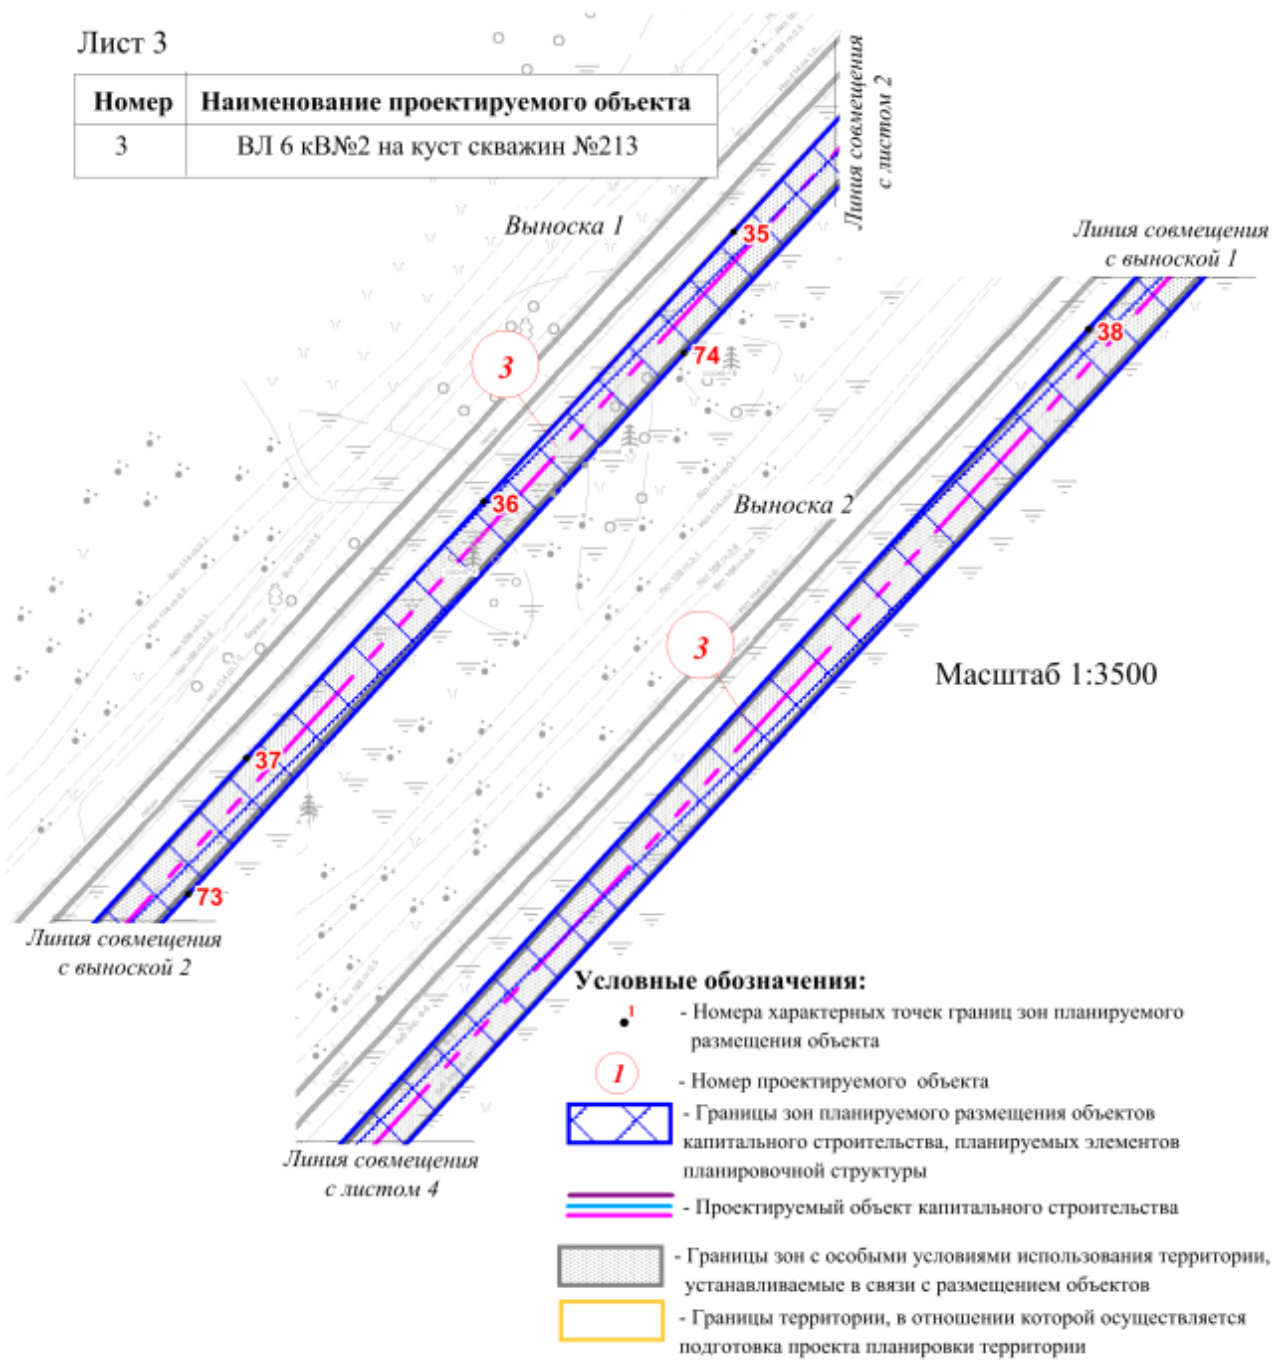 Лист 3
Номер Наименование проектируемого объекта
3 ВЛ 6 кВ№2 на куст скважин №213
Линия совмещения
с листом 2
Выноска 1
35
74
3
36
37
73
Линия совмещения
с выноской 2
Линия совмещения
с выноской 1
38
Выноска 2
3
Масштаб 1:3500
Линия совмещения
с листом 4
Условные обозначения:
1
- Номера характерных точек границ зон планируемого
размещения объекта
1
- Номер проектируемого объекта
- Границы зон планируемого размещения объектов
капитального строительства, планируемых элементов
планировочной структуры
- Проектируемый объект капитального строительства
- Границы зон с особыми условиями использования территории,
устанавливаемые в связи с размещением объектов
- Границы территории, в отношении которой осуществляется
подготовка проекта планировки территории